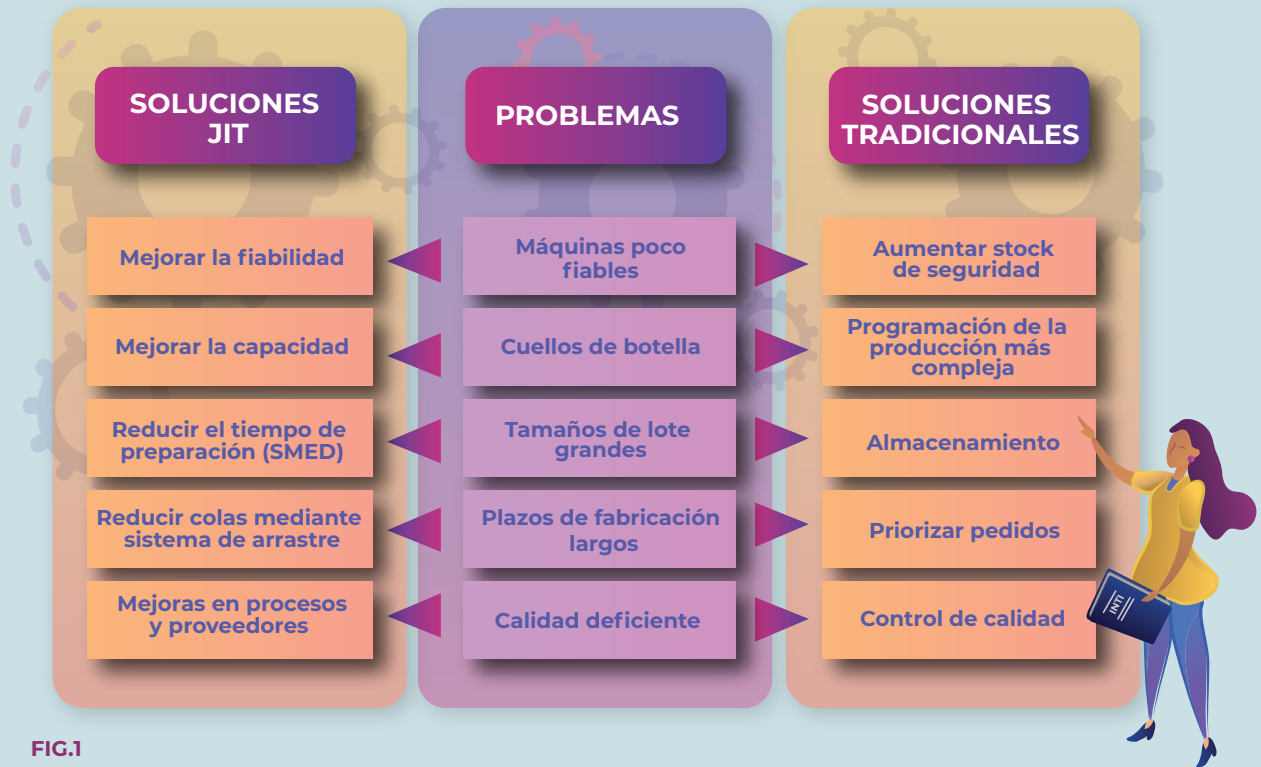 SOLUCIONES
JIT
PROBLEMAS
SOLUCIONES
TRADICIONALES
Mejorar la fiabilidad
Máquinas poco
fiables
Aumentar stock
de seguridad
Mejorar la capacidad
Cuellos de botella
Programación de la
producción más
compleja
Reducir el tiempo de
preparación (SMED)
Tamaños de lote
grandes
Almacenamiento
Reducir colas mediante
sistema de arrastre
Plazos de fabricación
largos
Priorizar pedidos
Mejoras en procesos
y proveedores
Calidad deficiente
Control de calidad
INTI
FIG.1